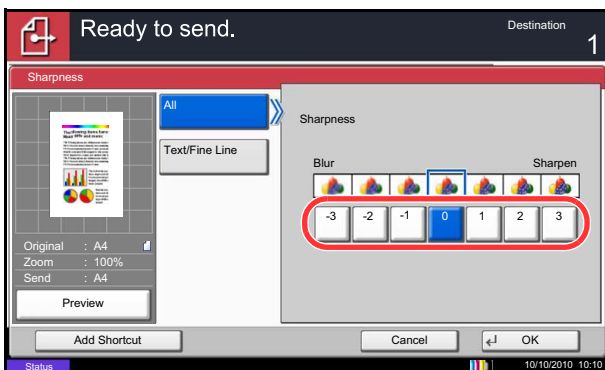 Ready to send.
Destination
1
Sharpness
All
Text/Fine Line
Sharpness
Blur
Sharpen
-3 -2 -1 0 1 2 3
Original : A4
Zoom : 100%
Send : A4
Preview
Add Shortcut
Cancel
OK
Status
10/10/2010 10:10